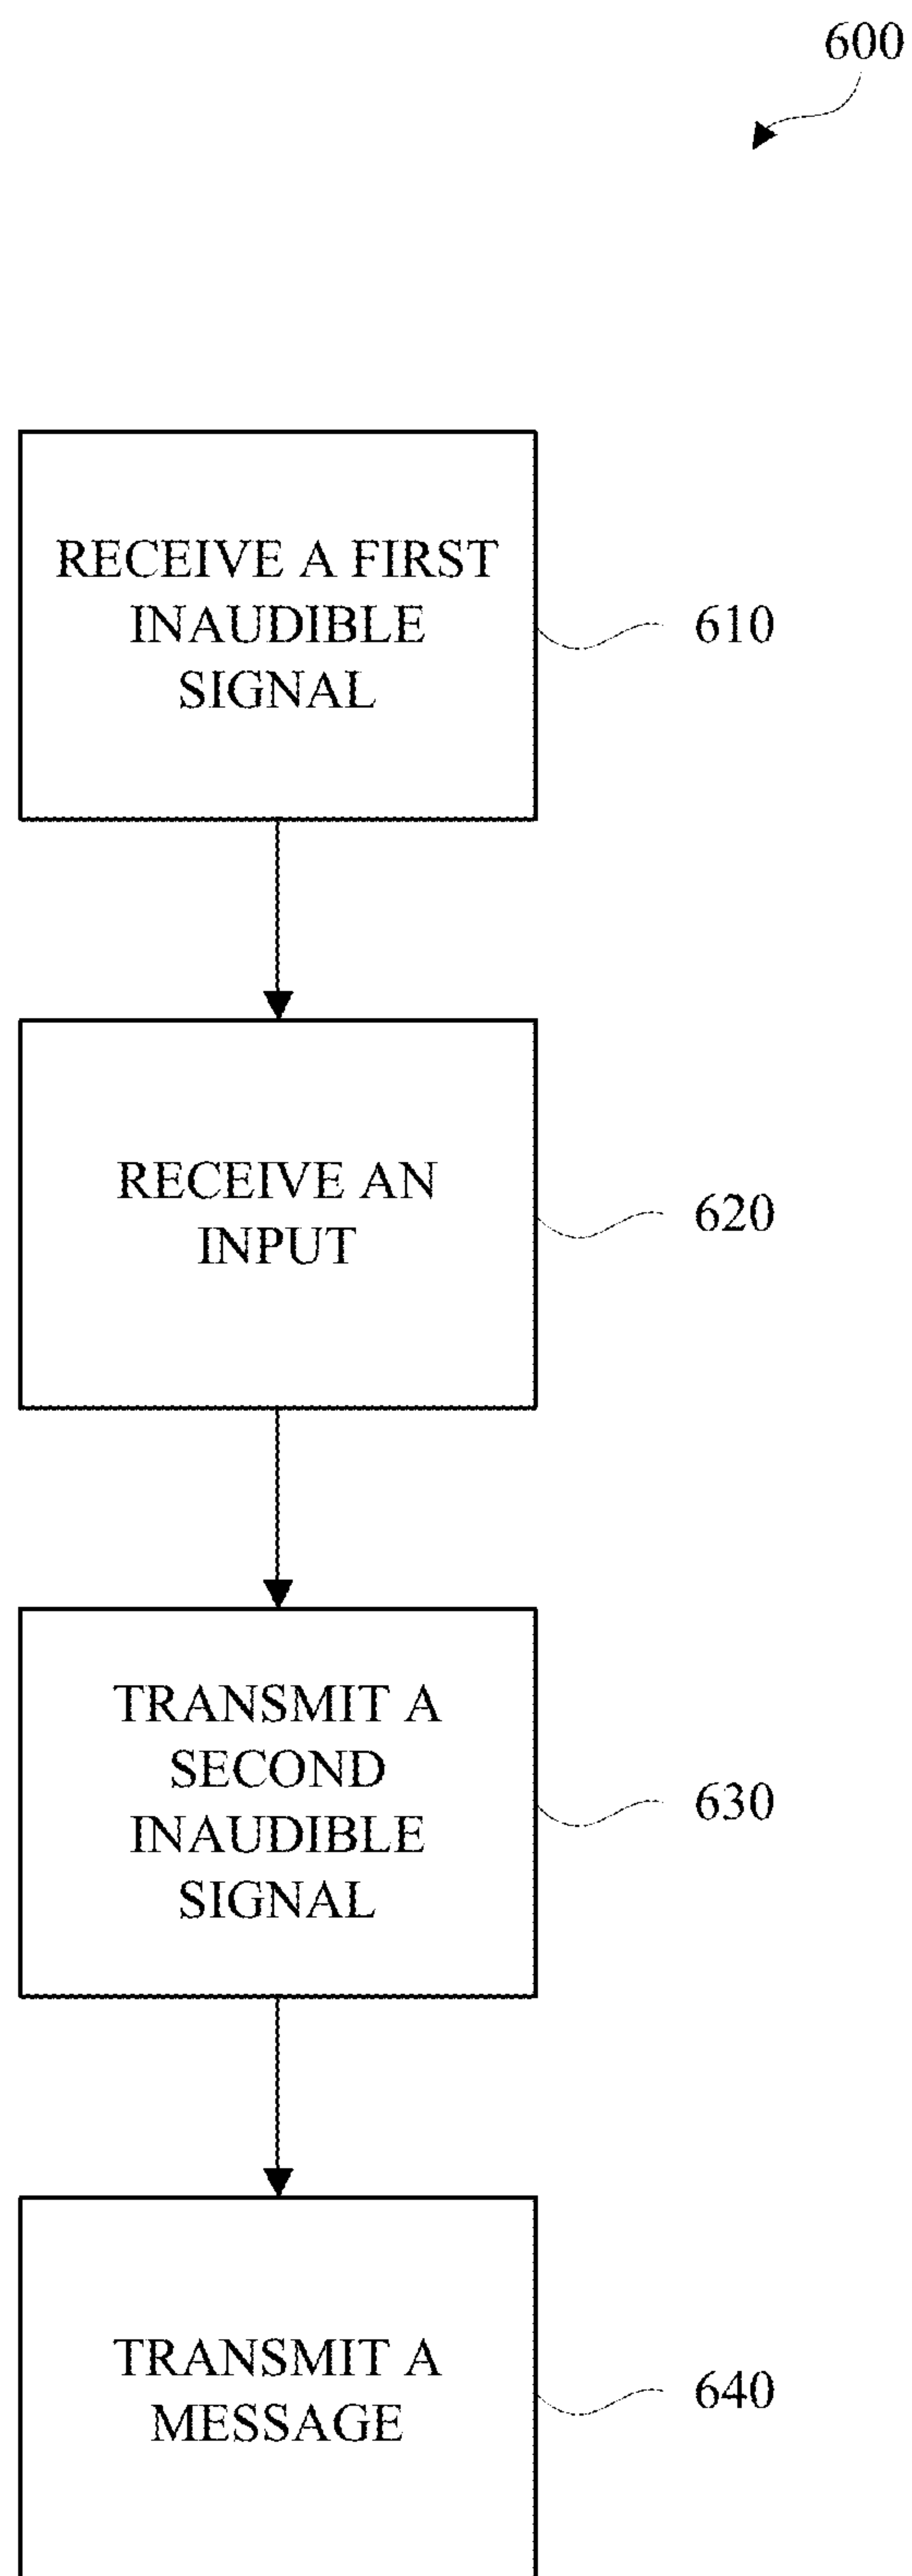 600
RECEIVE A FIRST
INAUDIBLE
SIGNAL
610
RECEIVE AN
INPUT
620
TRANSMIT A
SECOND
INAUDIBLE
SIGNAL
630
TRANSMIT A
MESSAGE
640